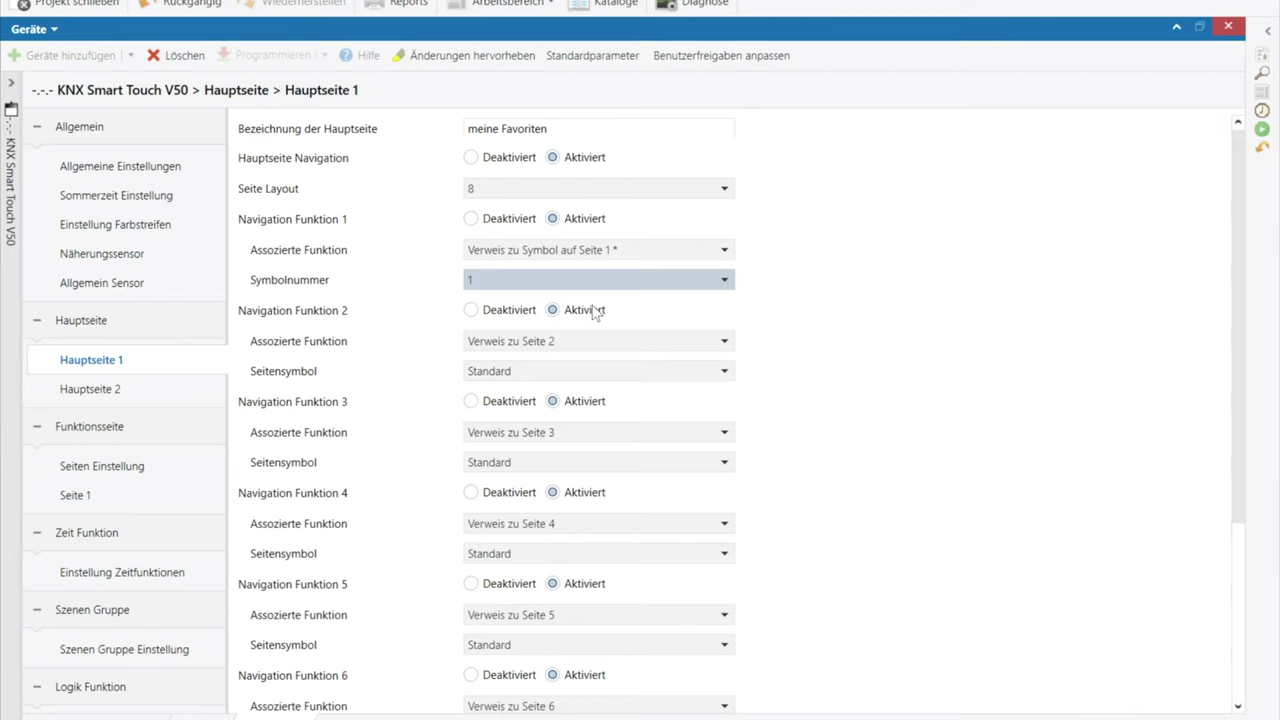 Projekt schließen Rückgängig Wiederherstellen Reports Arbeitsbereich Kataloge Diagnose
Geräte
Geräte hinzufügen Löschen Programmieren Hilfe Änderungen hervorheben Standardparameter Benutzerfreigaben anpassen
-.-.- KNX Smart Touch V50 > Hauptseite > Hauptseite 1
-.-.- KNX Smart Touch V50
Allgemein
Allgemeine Einstellungen
Sommerzeit Einstellung
Einstellung Farbstreifen
Näherungssensor
Allgemein Sensor
Hauptseite
Hauptseite 1
Hauptseite 2
Funktionsseite
Seiten Einstellung
Seite 1
Zeit Funktion
Einstellung Zeitfunktionen
Szenen Gruppe
Szenen Gruppe Einstellung
Logik Funktion
Bezeichnung der Hauptseite meine Favoriten
Hauptseite Navigation Deaktiviert Aktiviert
Seite Layout 8
Navigation Funktion 1 Deaktiviert Aktiviert
Assozierte Funktion Verweis zu Symbol auf Seite 1 *
Symbolnummer 1
Navigation Funktion 2 Deaktiviert Aktiviert
Assozierte Funktion Verweis zu Seite 2
Seitensymbol Standard
Navigation Funktion 3 Deaktiviert Aktiviert
Assozierte Funktion Verweis zu Seite 3
Seitensymbol Standard
Navigation Funktion 4 Deaktiviert Aktiviert
Assozierte Funktion Verweis zu Seite 4
Seitensymbol Standard
Navigation Funktion 5 Deaktiviert Aktiviert
Assozierte Funktion Verweis zu Seite 5
Seitensymbol Standard
Navigation Funktion 6 Deaktiviert Aktiviert
Assozierte Funktion Verweis zu Seite 6